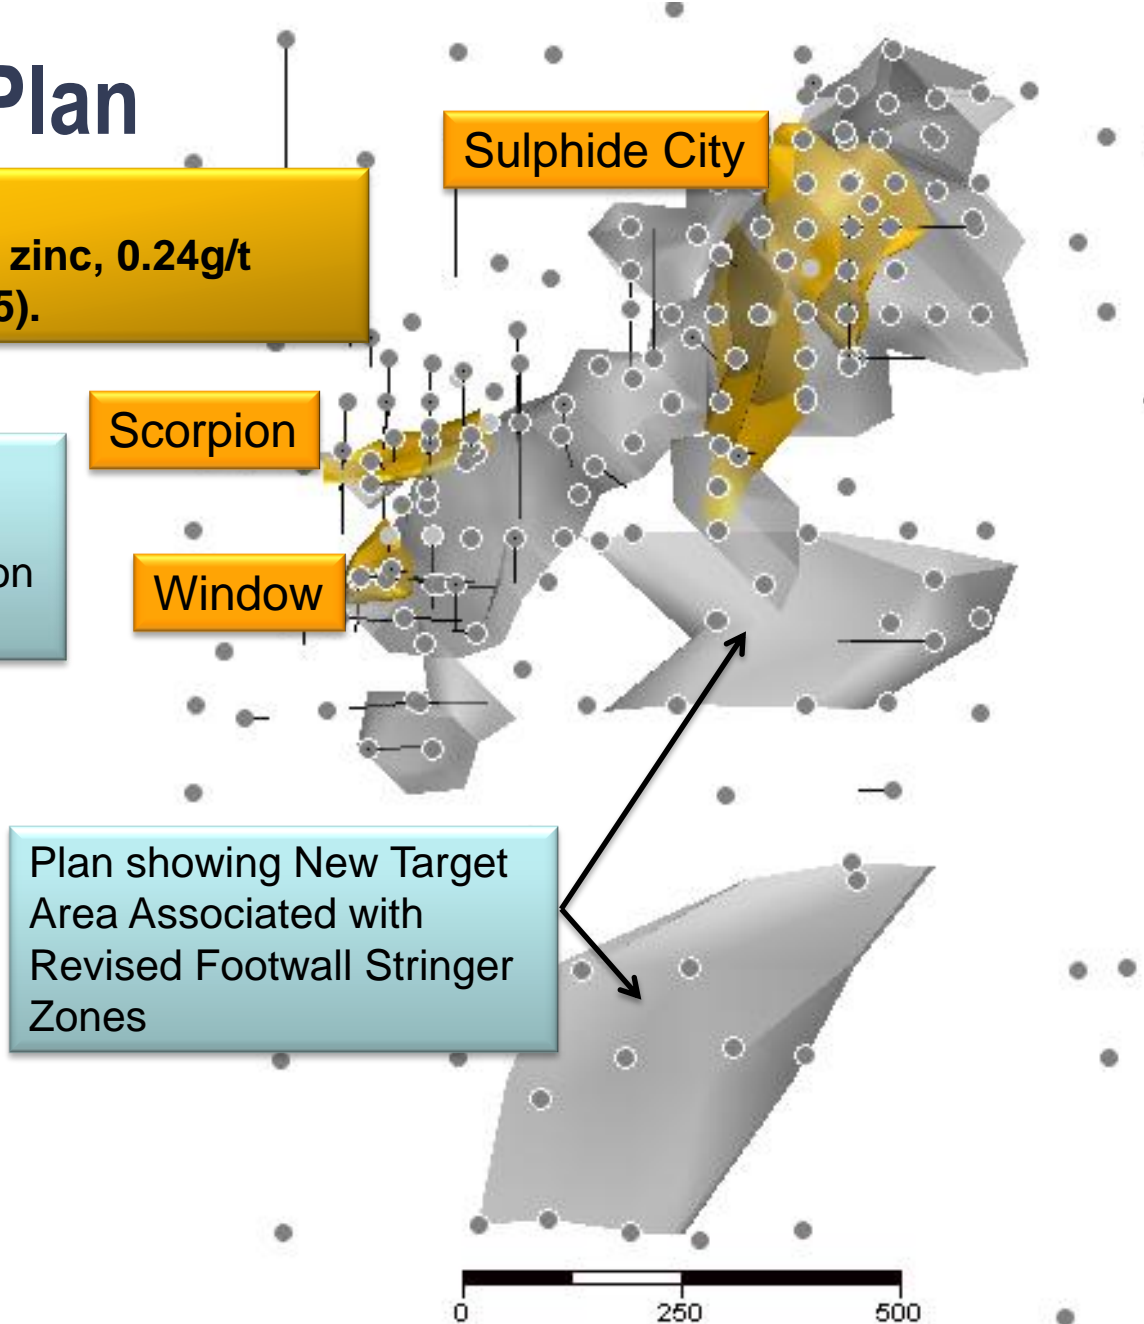 Plan
Sulphide City
zinc, 0.24g/t
5).
Scorpion
on
Window
Plan showing New Target
Area Associated with
Revised Footwall Stringer
Zones
0 250 500